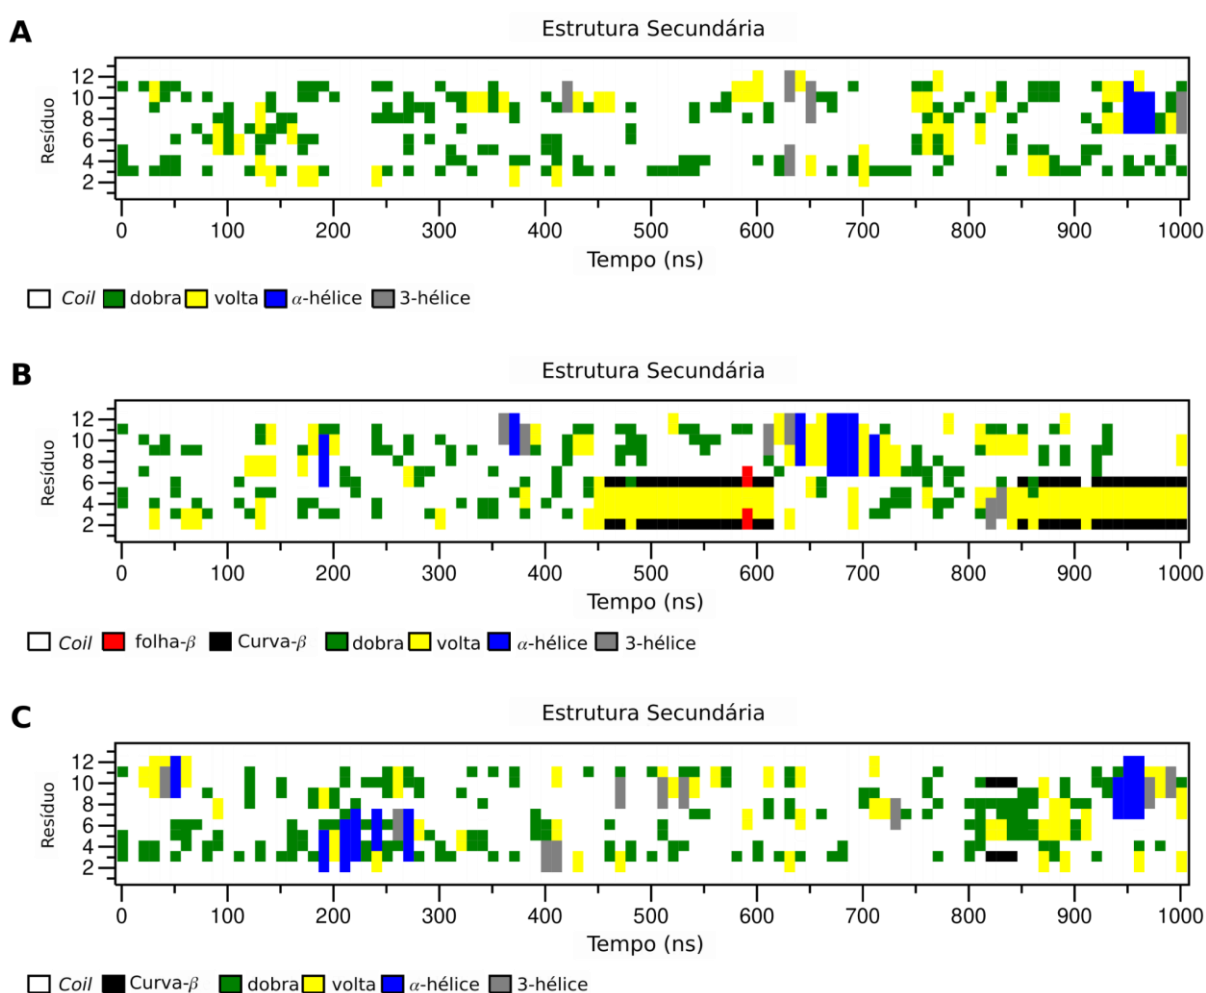 A
Estrutura Secundária
Resíduo
12
10
8
6
4
2
0 100 200 300 400 500 600 700 800 900 1000
Tempo (ns)
Coil dobra volta α-hélice 3-hélice
B
Estrutura Secundária
Resíduo
12
10
8
6
4
2
0 100 200 300 400 500 600 700 800 900 1000
Tempo (ns)
Coil folha-β Curva-β dobra volta α-hélice 3-hélice
C
Estrutura Secundária
Resíduo
12
10
8
6
4
2
0 100 200 300 400 500 600 700 800 900 1000
Tempo (ns)
Coil Curva-β dobra volta α-hélice 3-hélice